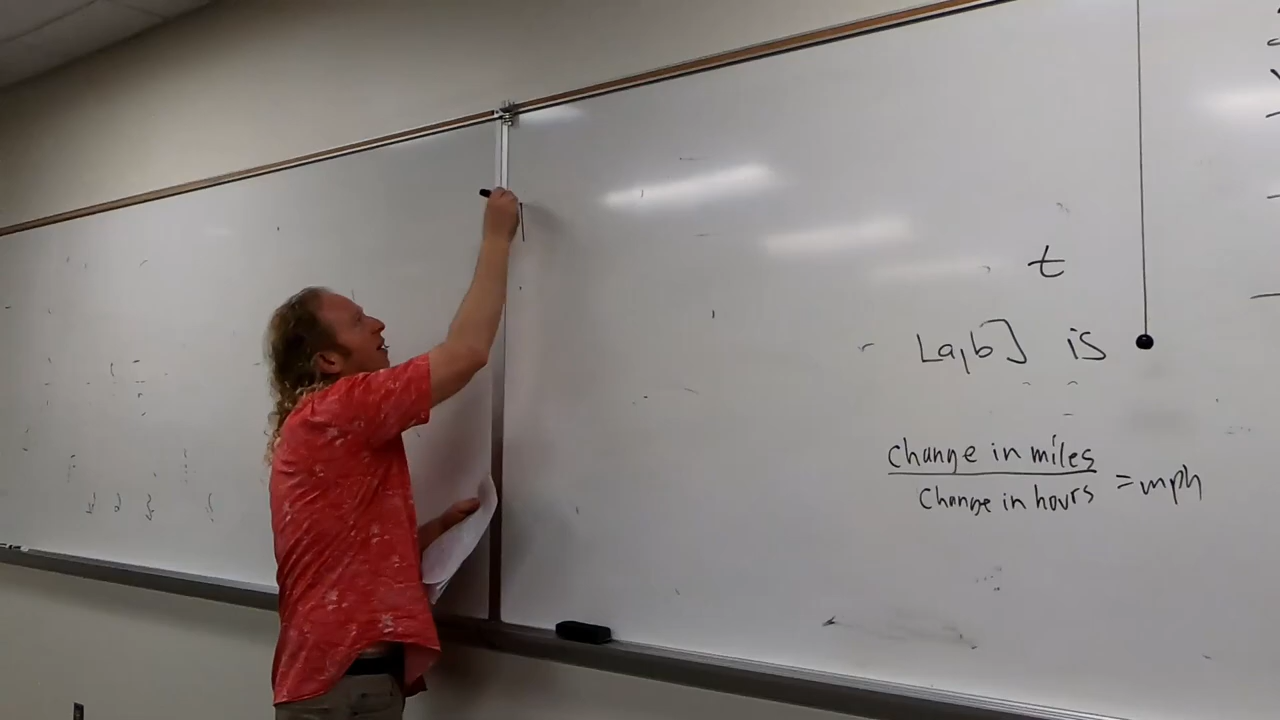 t
[a,b] is
change in miles
Change in hours = mph